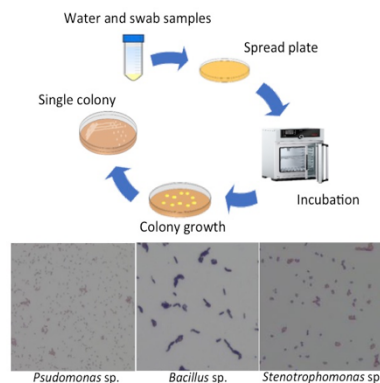 Water and swab samples
Spread plate
Single colony
Incubation
Colony growth
Psudomonas sp.
Bacillus sp.
Stenotrophomonas sp